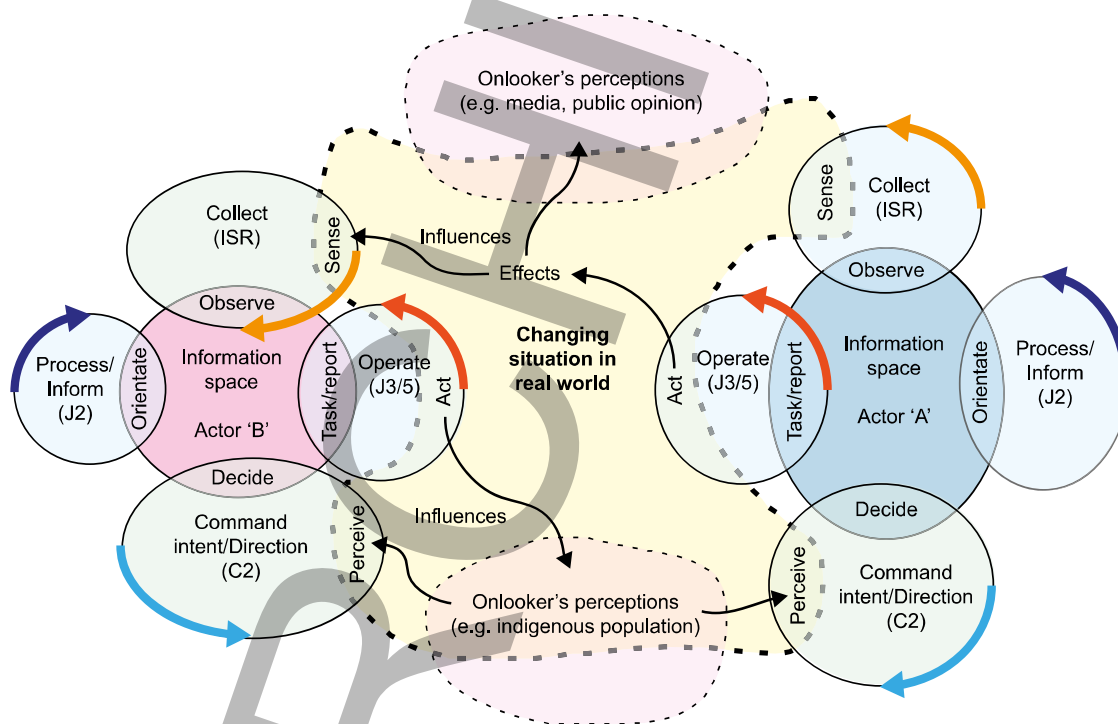 Onlooker's perceptions
(e.g. media, public opinion)
Collect
(ISR)
Sense
Observe
Process/
Inform
(J2)
Orientate
Information
space
Actor ‘B’
Task/report
Operate
(J3/5)
Act
Decide
Command
intent/Direction
(C2)
Perceive
Influences
Effects
Changing
situation in
real world
Influences
Onlooker's perceptions
(e.g. indigenous population)
Sense
Collect
(ISR)
Observe
Act
Operate
(J3/5)
Task/report
Information
space
Actor ‘A’
Orientate
Process/
Inform
(J2)
Decide
Perceive
Command
intent/Direction
(C2)